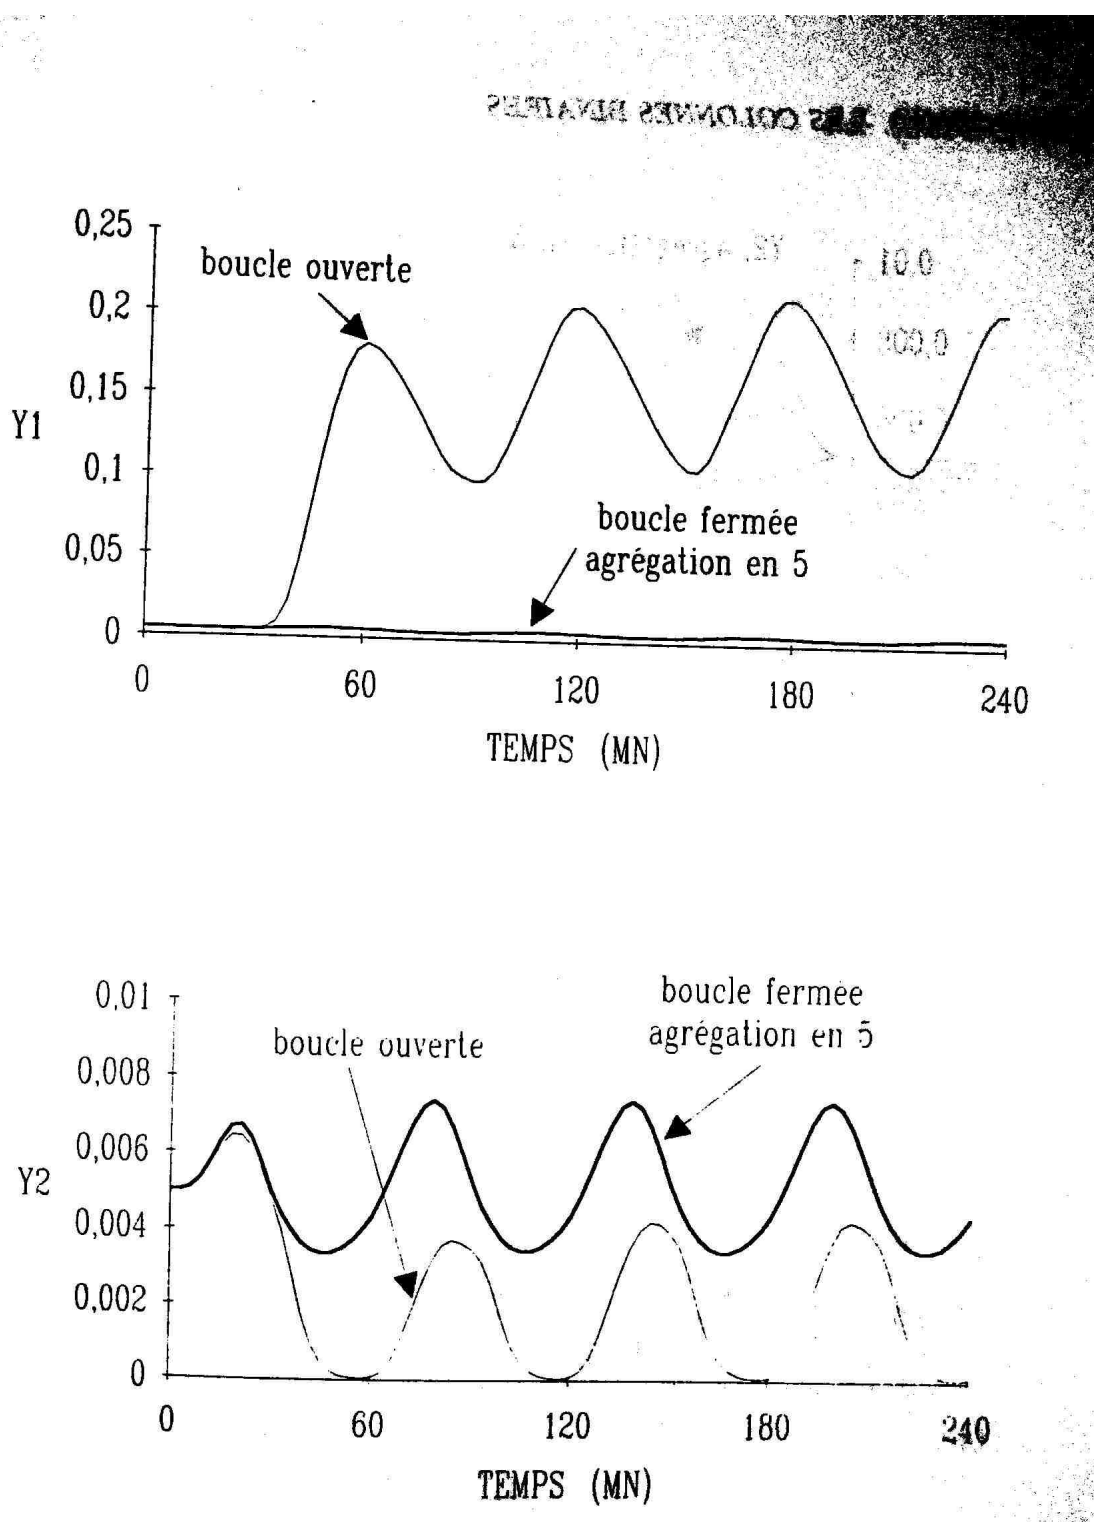 0,25
boucle ouverte
0,2
0,15
Y1
0,1
boucle fermée
0,05
agrégation en 5
0
0 60 120 180 240
TEMPS (MN)
0,01
boucle fermée
boucle ouverte
agrégation en 5
0,008
0,006
Y2
0,004
0,002
0
0 60 120 180 240
TEMPS (MN)